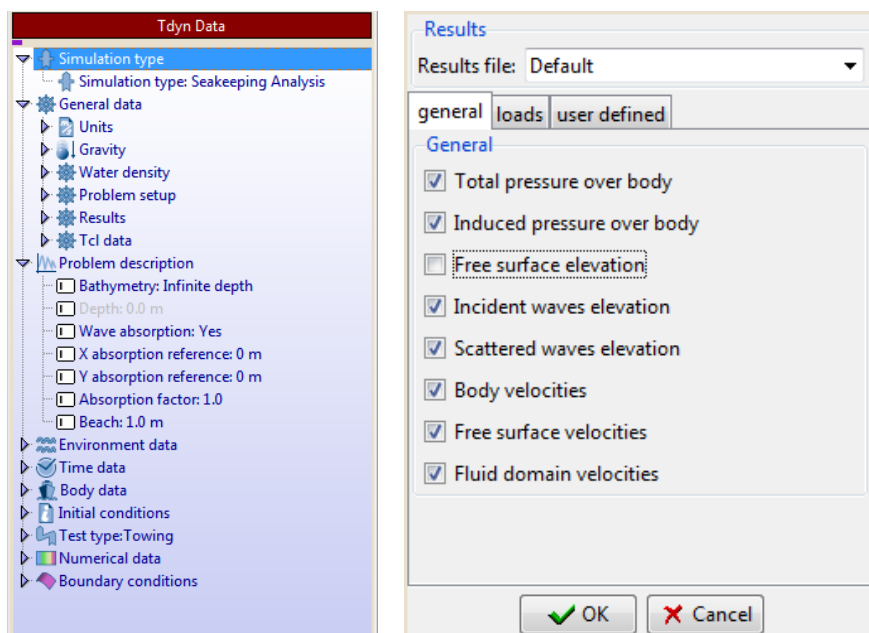 Tdyn Data
Simulation type
Simulation type: Seakeeping Analysis
General data
Units
Gravity
Water density
Problem setup
Results
Tcl data
Problem description
Bathymetry: Infinite depth
Depth: 0.0 m
Wave absorption: Yes
X absorption reference: 0 m
Y absorption reference: 0 m
Absorption factor: 1.0
Beach: 1.0 m
Environment data
Time data
Body data
Initial conditions
Test type:Towing
Numerical data
Boundary conditions
Results
Results file: Default
general loads user defined
General
Total pressure over body
Induced pressure over body
Free surface elevation
Incident waves elevation
Scattered waves elevation
Body velocities
Free surface velocities
Fluid domain velocities
OK Cancel